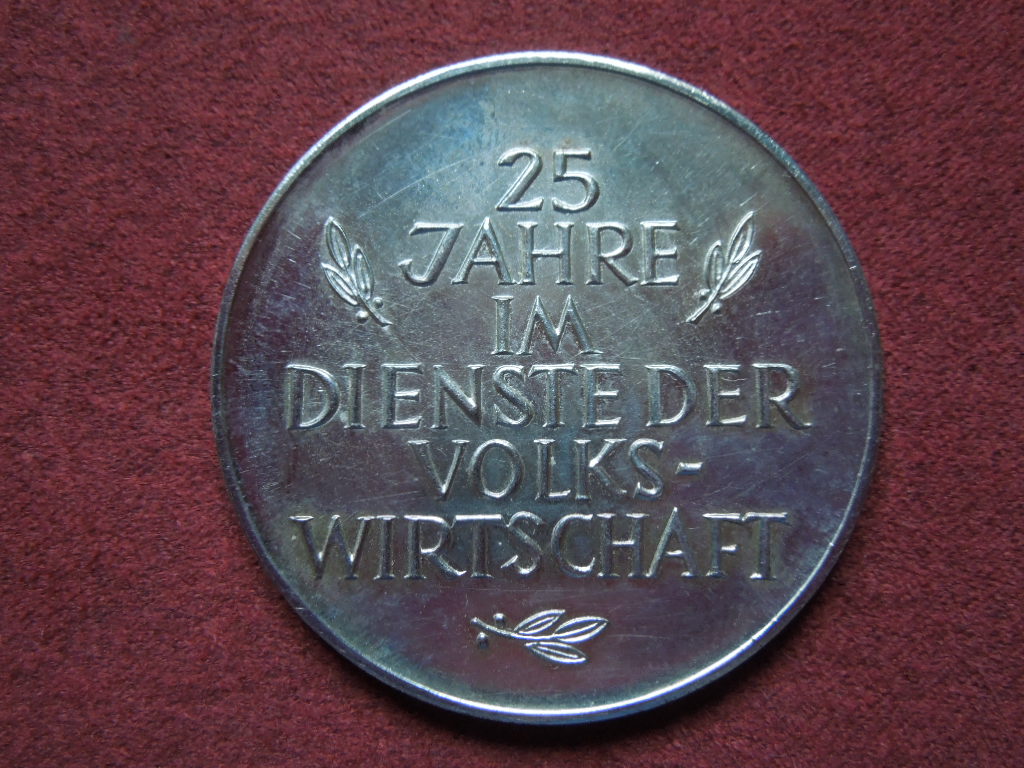 25
JAHRE
IM
DIENSTE DER
VOLKS-
WIRTSCHAFT